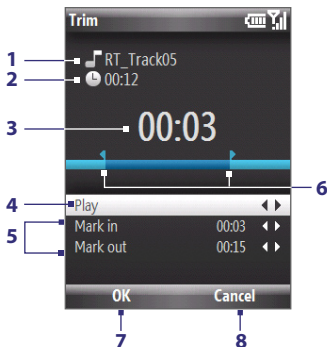 Trim
1 RT_Track05
2 00:12
3 00:03
6
4 Play
5 Mark in 00:03
Mark out 00:15
OK Cancel
7 8